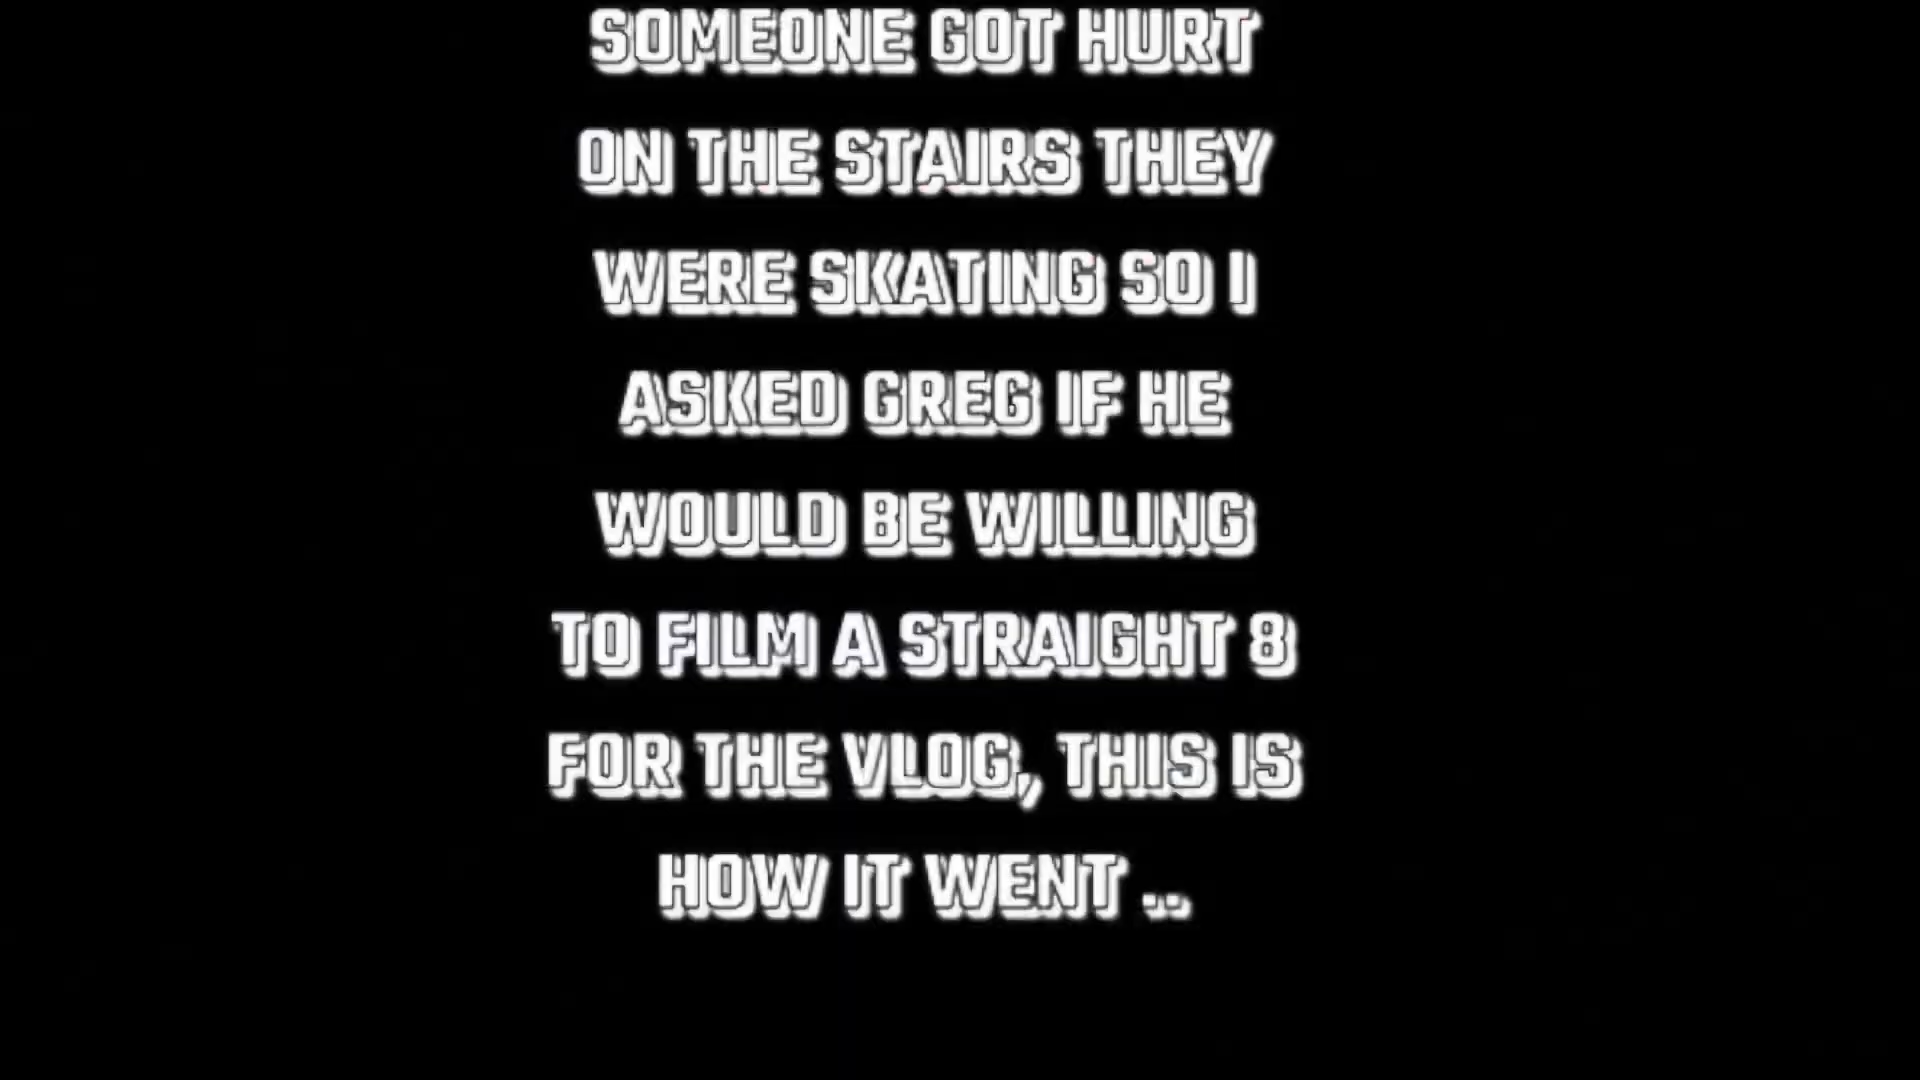 SOMEONE GOT HURT
ON THE STAIRS THEY
WERE SKATING SO I
ASKED GREG IF HE
WOULD BE WILLING
TO FILM A STRAIGHT 8
FOR THE VLOG, THIS IS
HOW IT WENT ..